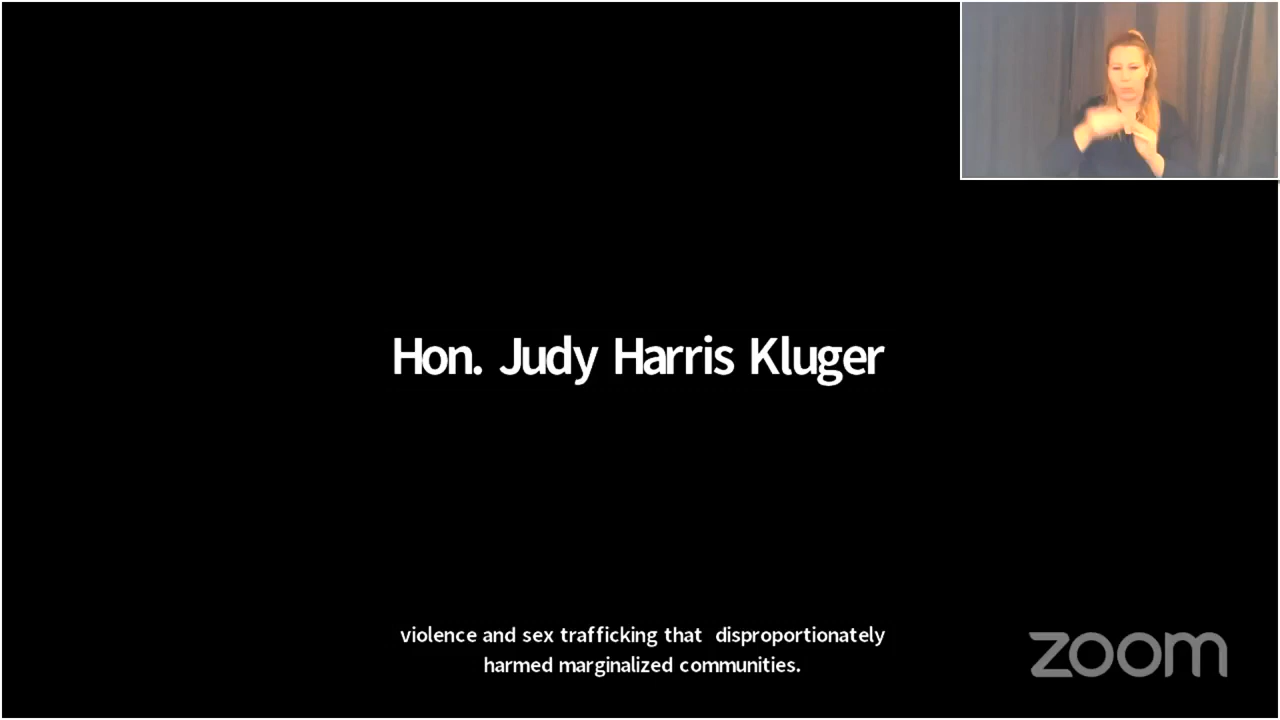 Hon. Judy Harris Kluger
violence and sex trafficking that disproportionately
harmed marginalized communities.
zoom